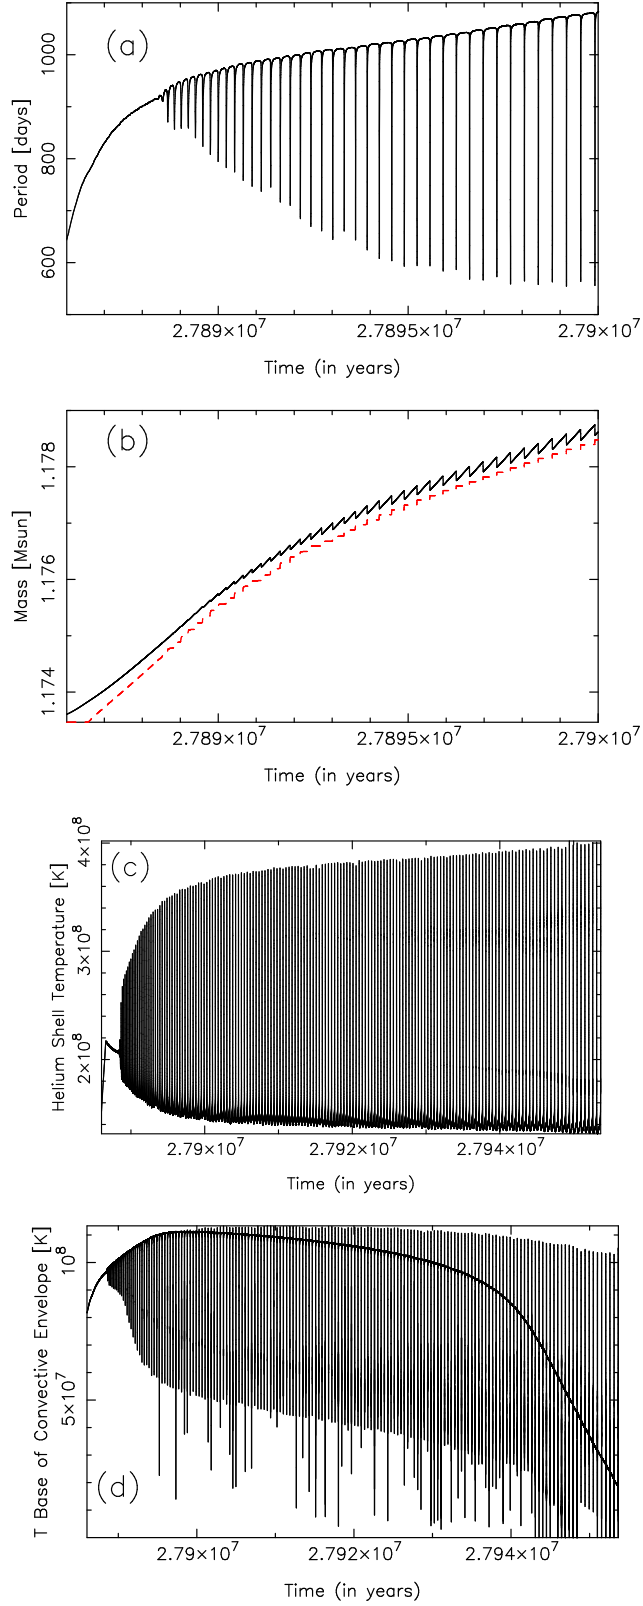 (a)
Period [days]
1000
800
600
2.789×10⁷ 2.7895×10⁷ 2.79×10⁷
Time (in years)
(b)
Mass [Msun]
1.178
1.176
1.174
2.789×10⁷ 2.7895×10⁷ 2.79×10⁷
Time (in years)
(c)
Helium Shell Temperature [K]
4×10⁸
3×10⁸
2×10⁸
2.79×10⁷ 2.792×10⁷ 2.794×10⁷
Time (in years)
(d)
T Base of Convective Envelope [K]
10⁸
5×10⁷
2.79×10⁷ 2.792×10⁷ 2.794×10⁷
Time (in years)